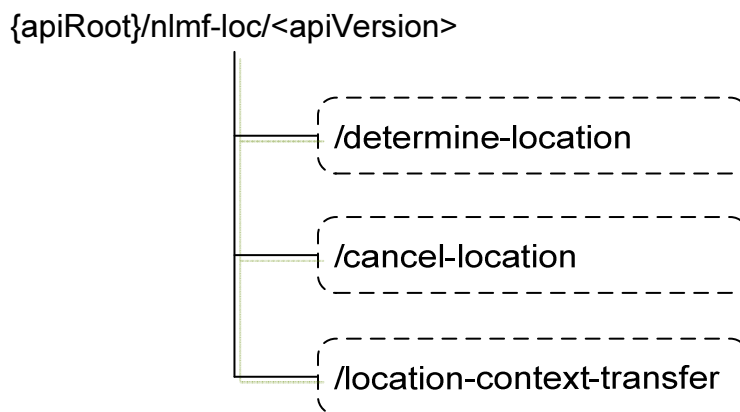 {apiRoot}/nlmf-loc/<apiVersion>
/determine-location
/cancel-location
/location-context-transfer